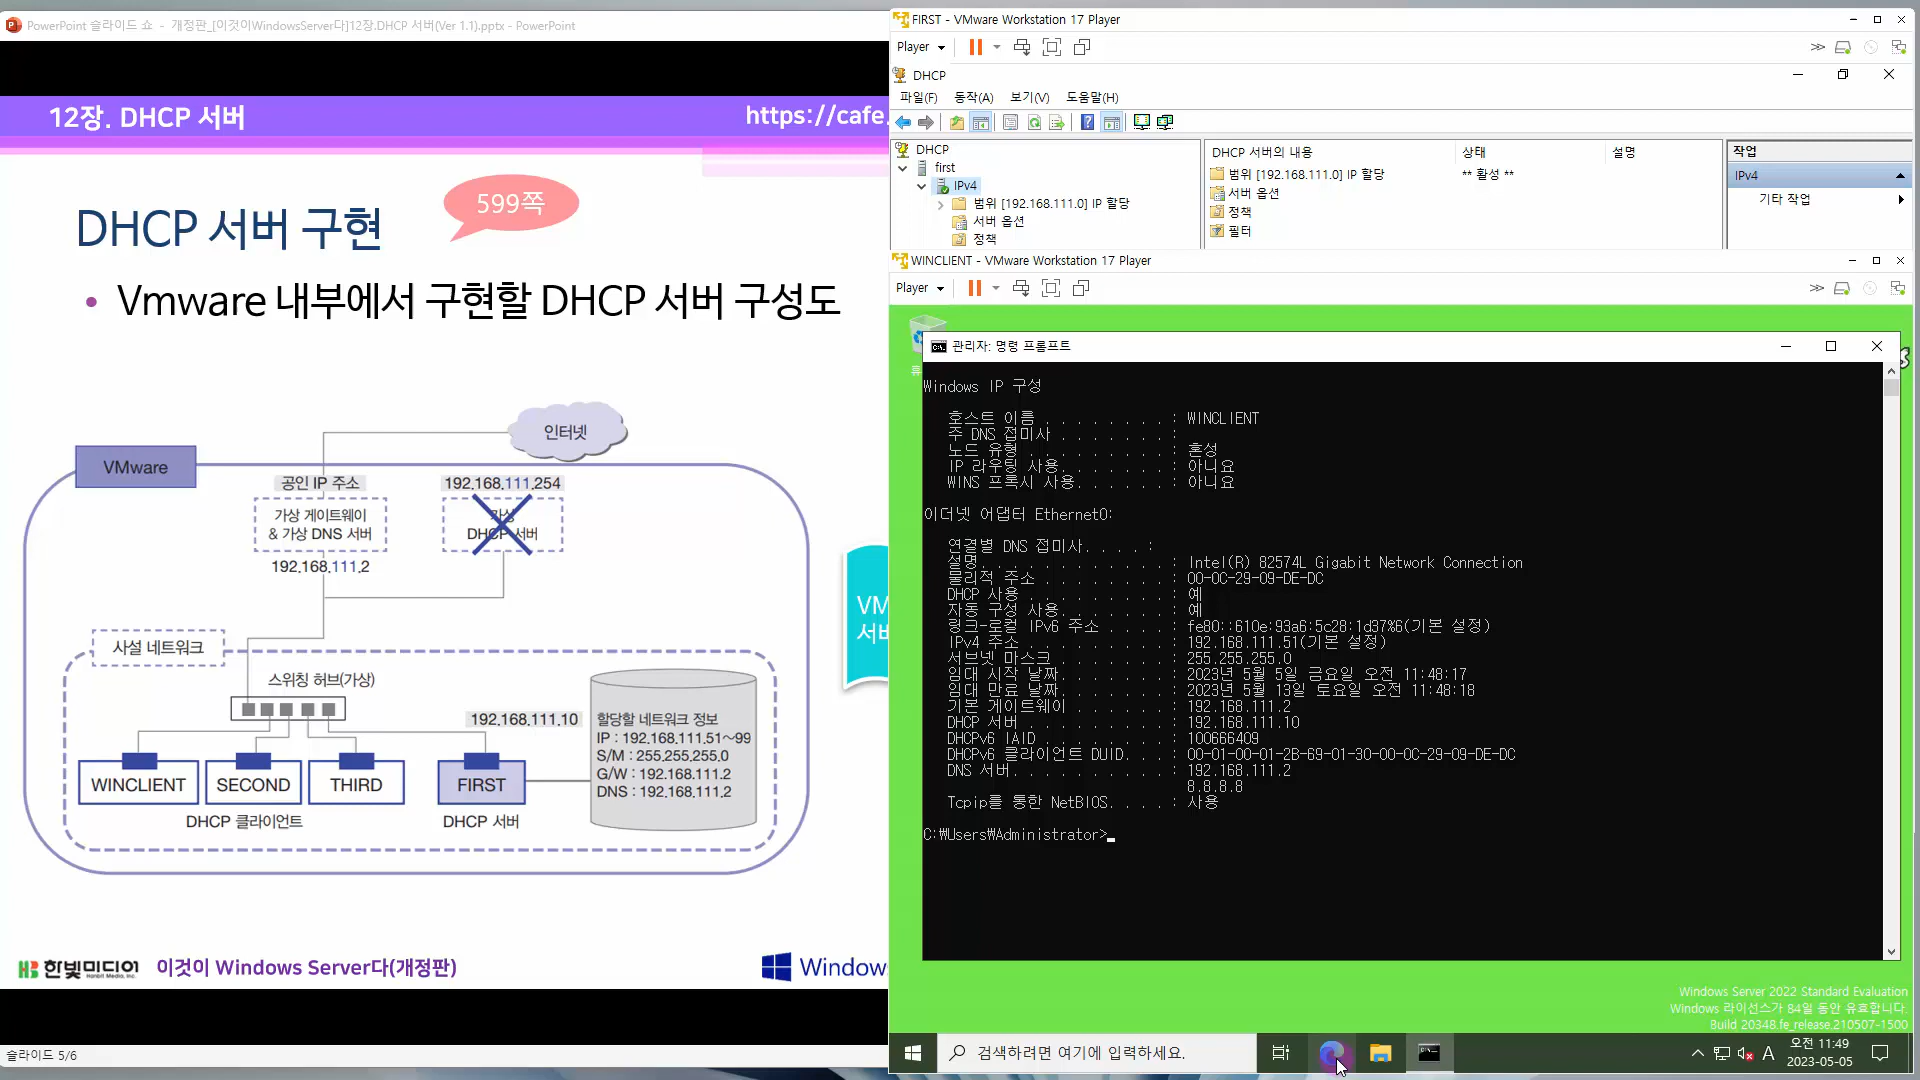 PowerPoint 슬라이드 쇼 - 개정판_[이것이WindowsServer다]12장.DHCP 서버(Ver 1.1).pptx - PowerPoint
12장. DHCP 서버
https://cafe.
DHCP 서버 구현
599쪽
• Vmware 내부에서 구현할 DHCP 서버 구성도
인터넷
VMware
공인 IP 주소
192.168.111.254
가상 게이트웨이
& 가상 DNS 서버
가상
DHCP 서버
192.168.111.2
VM
서버
사설 네트워크
스위칭 허브(가상)
192.168.111.10
할당할 네트워크 정보
IP : 192.168.111.51~99
S/M : 255.255.255.0
G/W : 192.168.111.2
DNS : 192.168.111.2
WINCLIENT
SECOND
THIRD
FIRST
DHCP 클라이언트
DHCP 서버
한빛미디어
Hanbit Media, Inc.
이것이 Windows Server다(개정판)
Windows
슬라이드 5/6
FIRST - VMware Workstation 17 Player
Player
DHCP
파일(F) 동작(A) 보기(V) 도움말(H)
DHCP
first
IPv4
범위 [192.168.111.0] IP 할당
서버 옵션
정책
DHCP 서버의 내용 상태 설명
범위 [192.168.111.0] IP 할당 ** 활성 **
서버 옵션
정책
필터
작업
IPv4
기타 작업
WINCLIENT - VMware Workstation 17 Player
Player
휴
관리자: 명령 프롬프트
Windows IP 구성
호스트 이름 . . . . . . . . : WINCLIENT
주 DNS 접미사 . . . . . . . :
노드 유형 . . . . . . . . . : 혼성
IP 라우팅 사용. . . . . . . : 아니요
WINS 프록시 사용. . . . . . : 아니요
이더넷 어댑터 Ethernet0:
연결별 DNS 접미사. . . . :
설명. . . . . . . . . . . . : Intel(R) 82574L Gigabit Network Connection
물리적 주소 . . . . . . . . : 00-0C-29-09-DE-DC
DHCP 사용 . . . . . . . . . : 예
자동 구성 사용. . . . . . . : 예
링크-로컬 IPv6 주소 . . . . : fe80::610e:93a6:5c28:1d37%6(기본 설정)
IPv4 주소 . . . . . . . . . : 192.168.111.51(기본 설정)
서브넷 마스크 . . . . . . . : 255.255.255.0
임대 시작 날짜. . . . . . . : 2023년 5월 5일 금요일 오전 11:48:17
임대 만료 날짜. . . . . . . : 2023년 5월 13일 토요일 오전 11:48:18
기본 게이트웨이 . . . . . . : 192.168.111.2
DHCP 서버 . . . . . . . . . : 192.168.111.10
DHCPv6 IAID . . . . . . . . : 100666409
DHCPv6 클라이언트 DUID. . . : 00-01-00-01-2B-69-01-30-00-0C-29-09-DE-DC
DNS 서버. . . . . . . . . . : 192.168.111.2
8.8.8.8
Tcpip를 통한 NetBIOS. . . . : 사용
C:\Users\Administrator>
Windows Server 2022 Standard Evaluation
Windows 라이선스가 84일 동안 유효합니다.
Build 20348.fe_release.210507-1500
검색하려면 여기에 입력하세요.
A
오전 11:49
2023-05-05